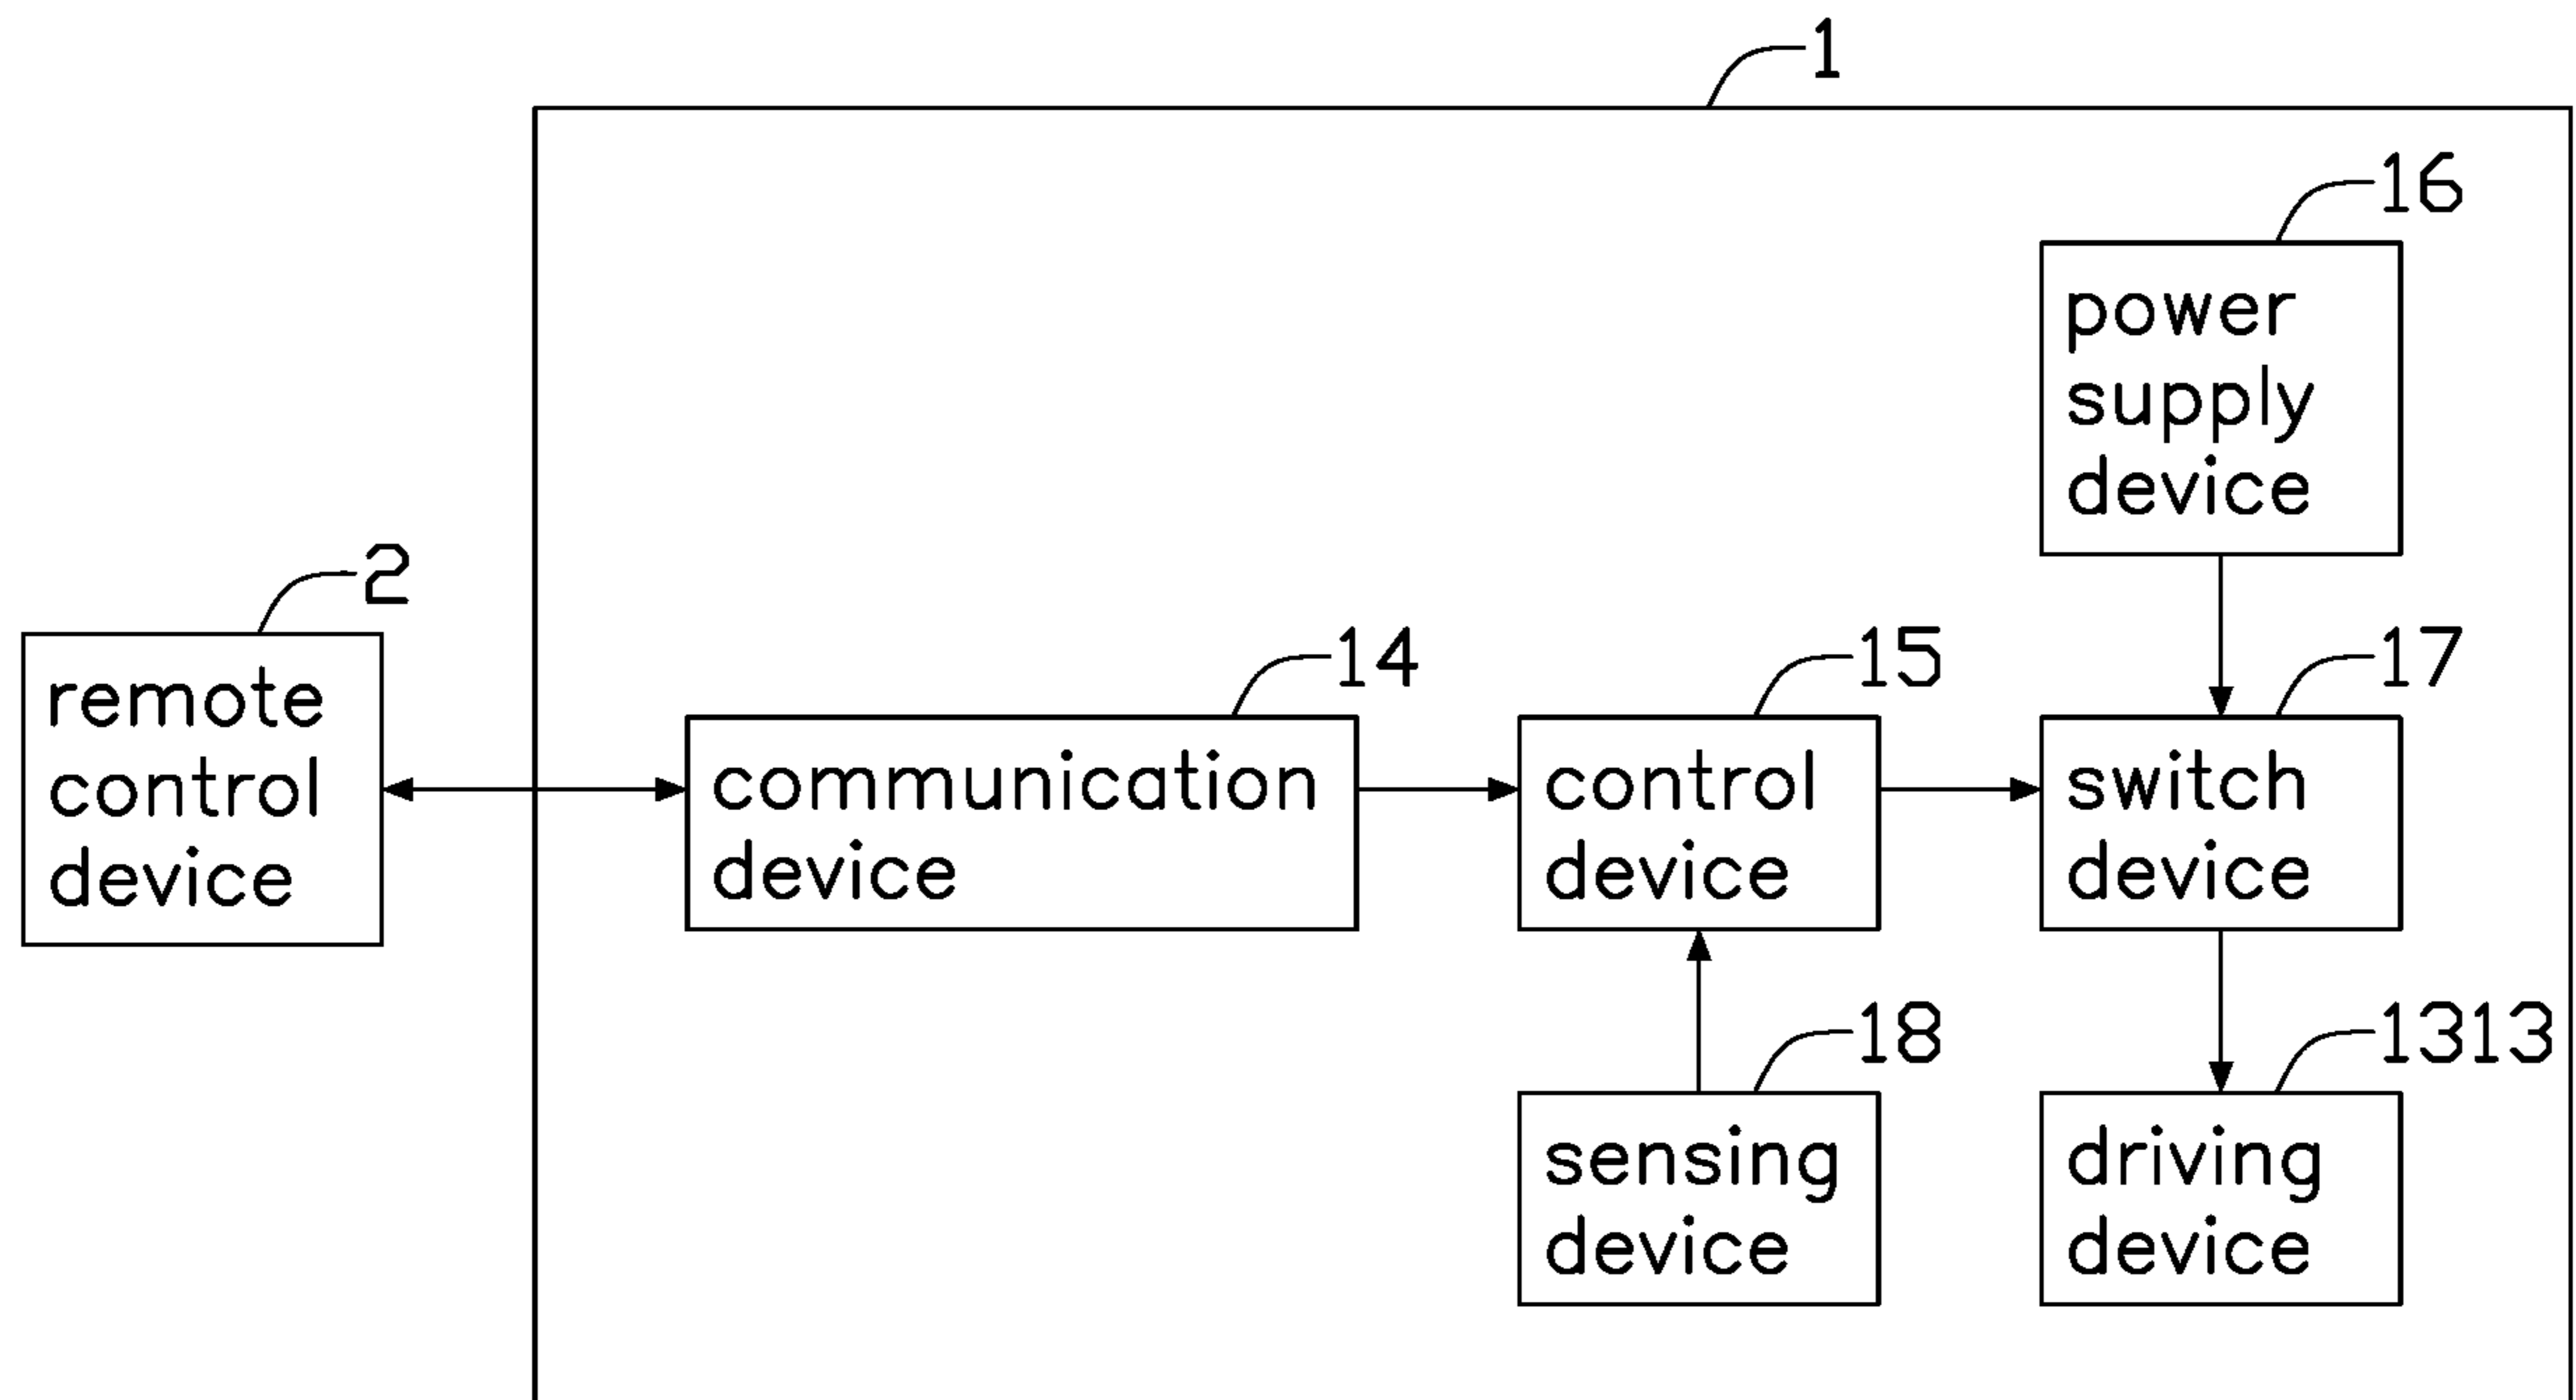 1
16
power
supply
device
2
remote
control
device
14
communication
device
15
control
device
17
switch
device
18
sensing
device
1313
driving
device